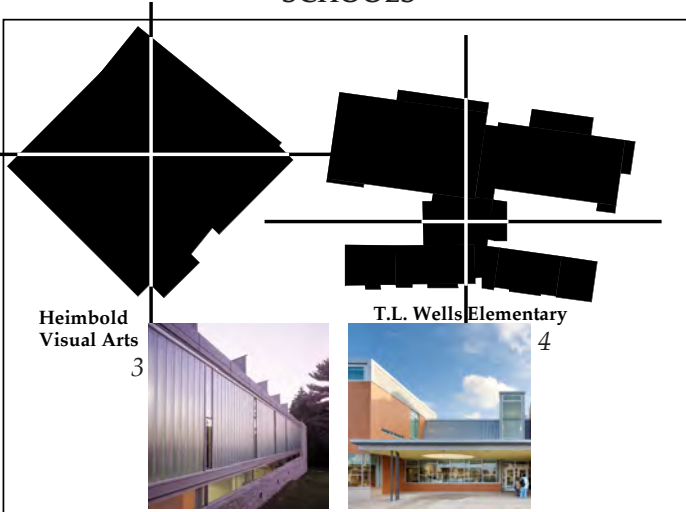 SCHOOLS
Heimbold
Visual Arts
3
T.L. Wells Elementary
4